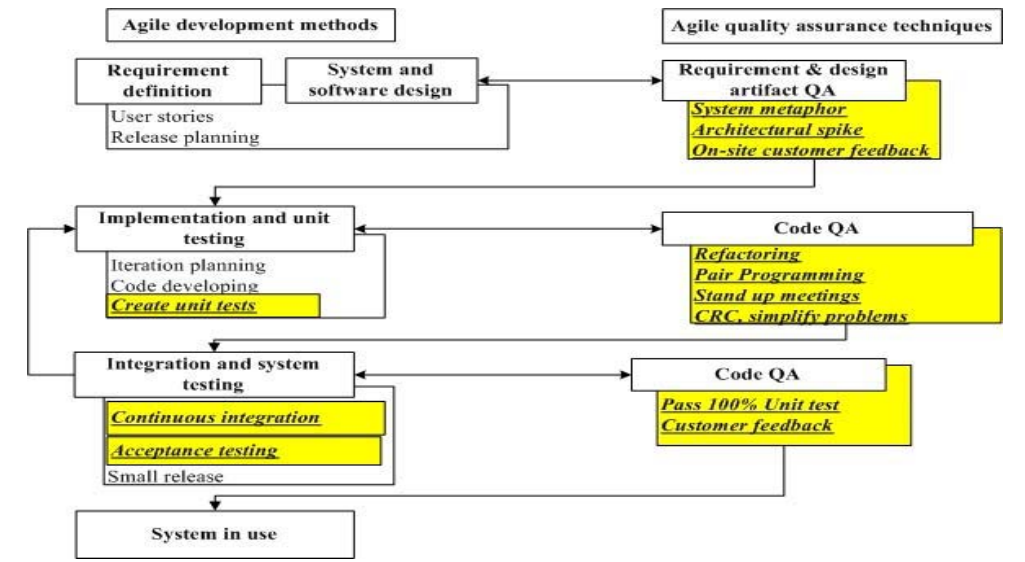 Agile development methods
Agile quality assurance techniques
Requirement
definition
System and
software design
Requirement & design
artifact QA
User stories
Release planning
System metaphor
Architectural spike
On-site customer feedback
Implementation and unit
testing
Code QA
Iteration planning
Code developing
Create unit tests
Refactoring
Pair Programming
Stand up meetings
CRC, simplify problems
Integration and system
testing
Code QA
Continuous integration
Acceptance testing
Small release
Pass 100% Unit test
Customer feedback
System in use